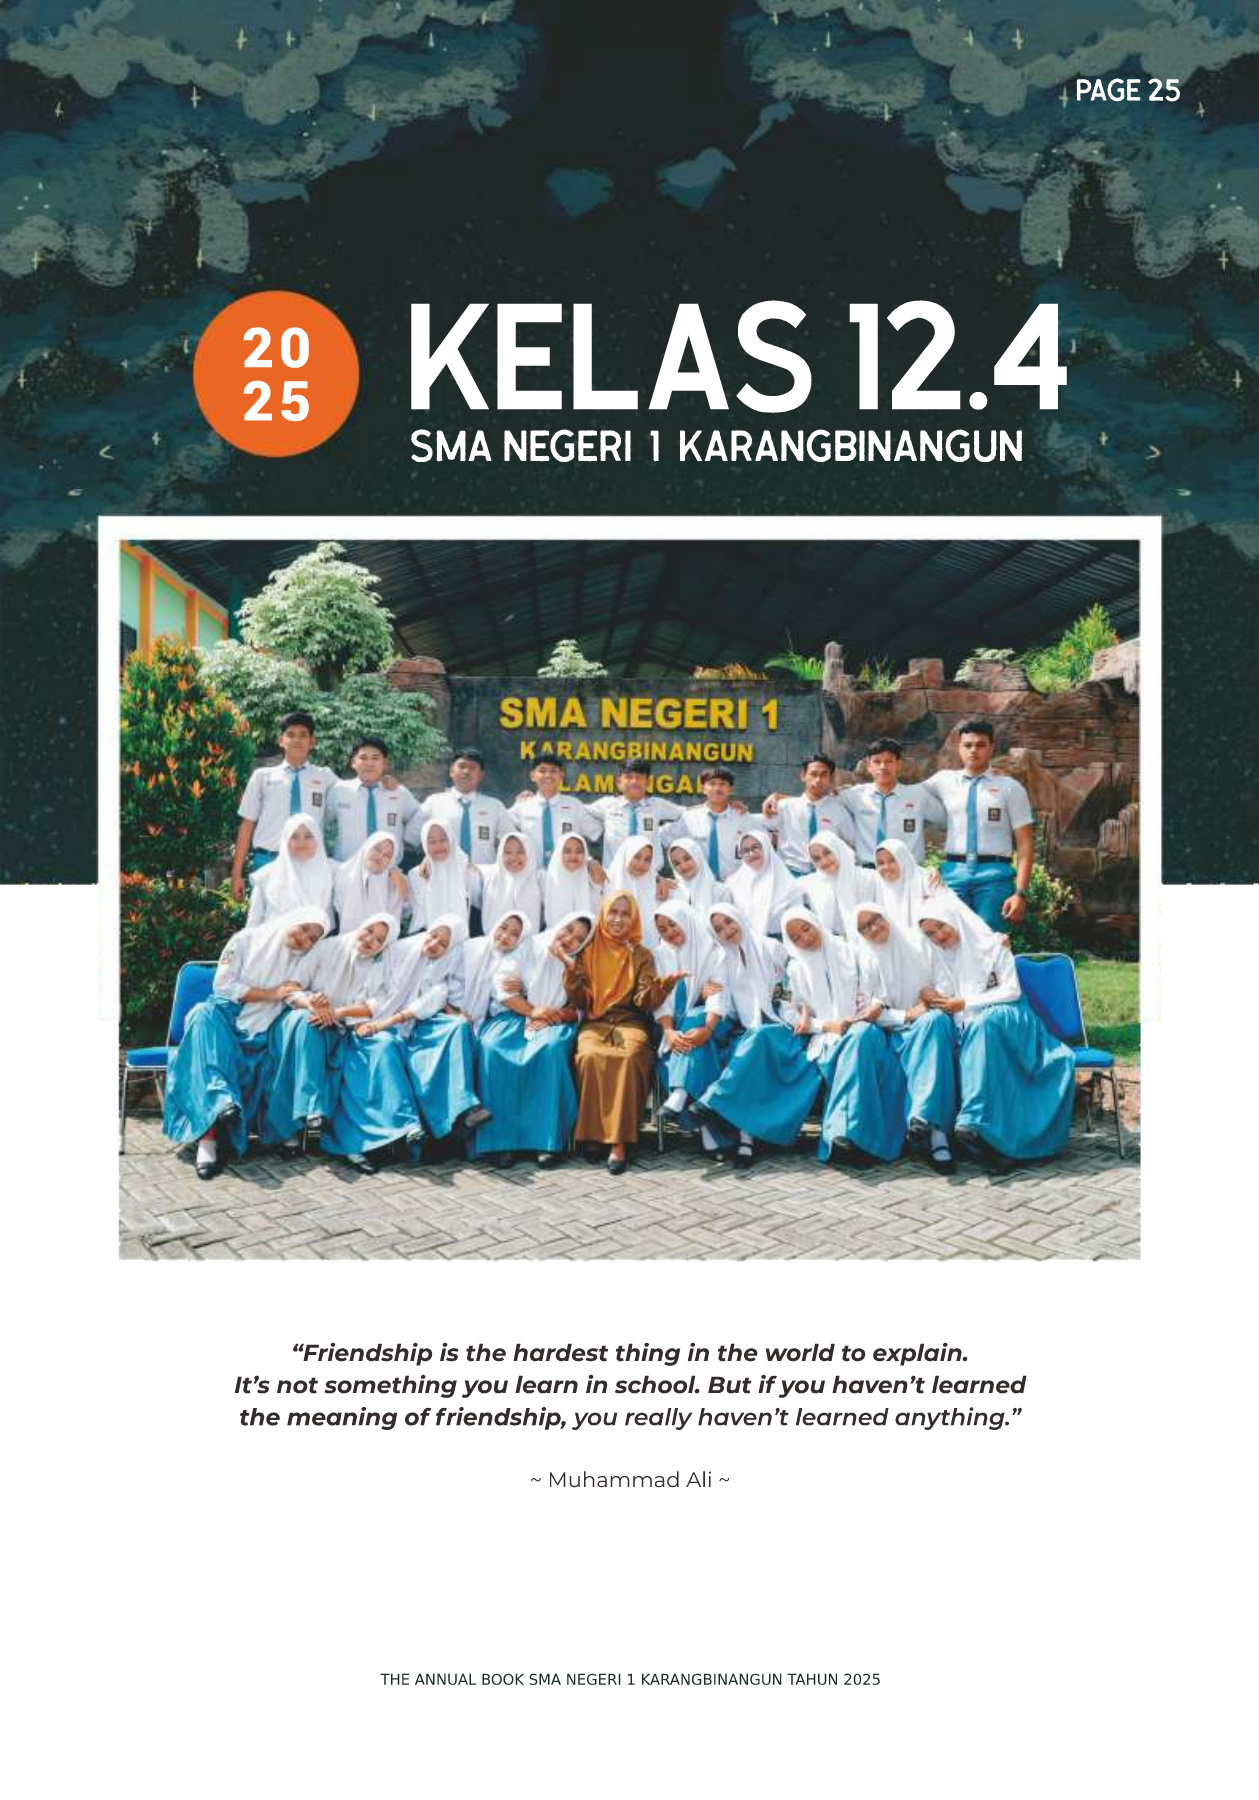 PAGE 25
20
25
KELAS 12.4
SMA NEGERI 1 KARANGBINANGUN
SMA NEGERI 1
KARANGBINANGUN
“Friendship is the hardest thing in the world to explain.
It’s not something you learn in school. But if you haven’t learned
the meaning of friendship, you really haven’t learned anything.”
~ Muhammad Ali ~
THE ANNUAL BOOK SMA NEGERI 1 KARANGBINANGUN TAHUN 2025